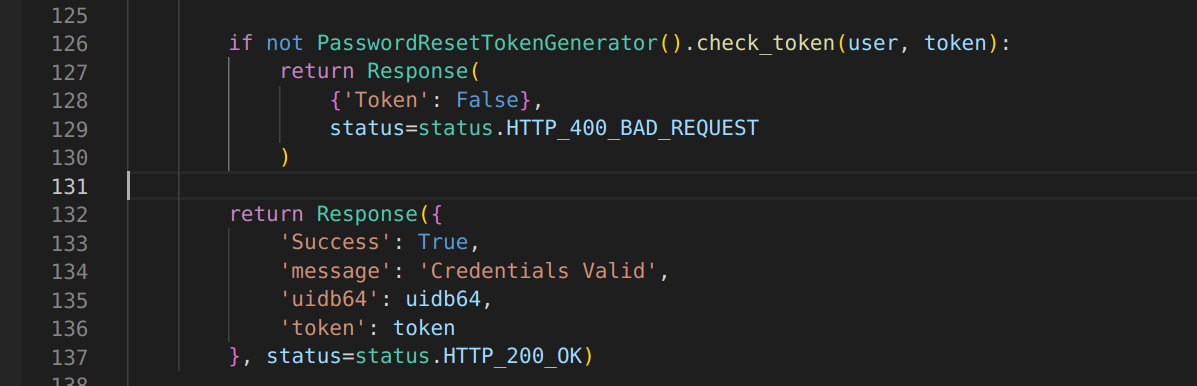 125
126 if not PasswordResetTokenGenerator().check_token(user, token):
127 return Response(
128 {'Token': False},
129 status=status.HTTP_400_BAD_REQUEST
130 )
131
132 return Response({
133 'Success': True,
134 'message': 'Credentials Valid',
135 'uidb64': uidb64,
136 'token': token
137 }, status=status.HTTP_200_OK)
138